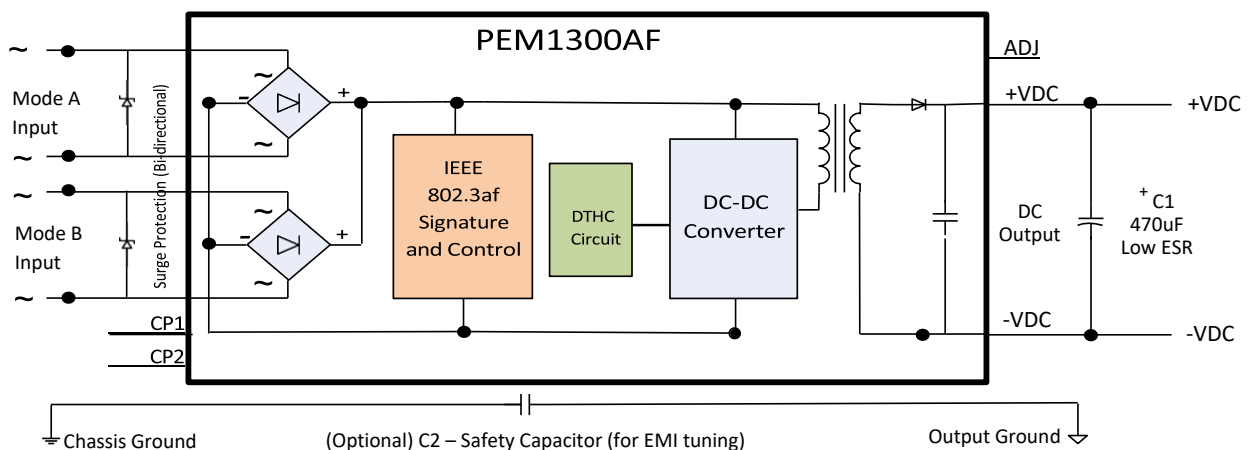 PEM1300AF
ADJ
~
~
+
+VDC
+VDC
Mode A
Input
-
~
~
Surge Protection (Bi-directional)
IEEE
802.3af
Signature
and Control
DTHC
Circuit
DC-DC
Converter
DC
Output
+
C1
470uF
Low ESR
~
~
Mode B
Input
-
+
~
~
CP1
CP2
-VDC
-VDC
Chassis Ground
(Optional) C2 – Safety Capacitor (for EMI tuning)
Output Ground